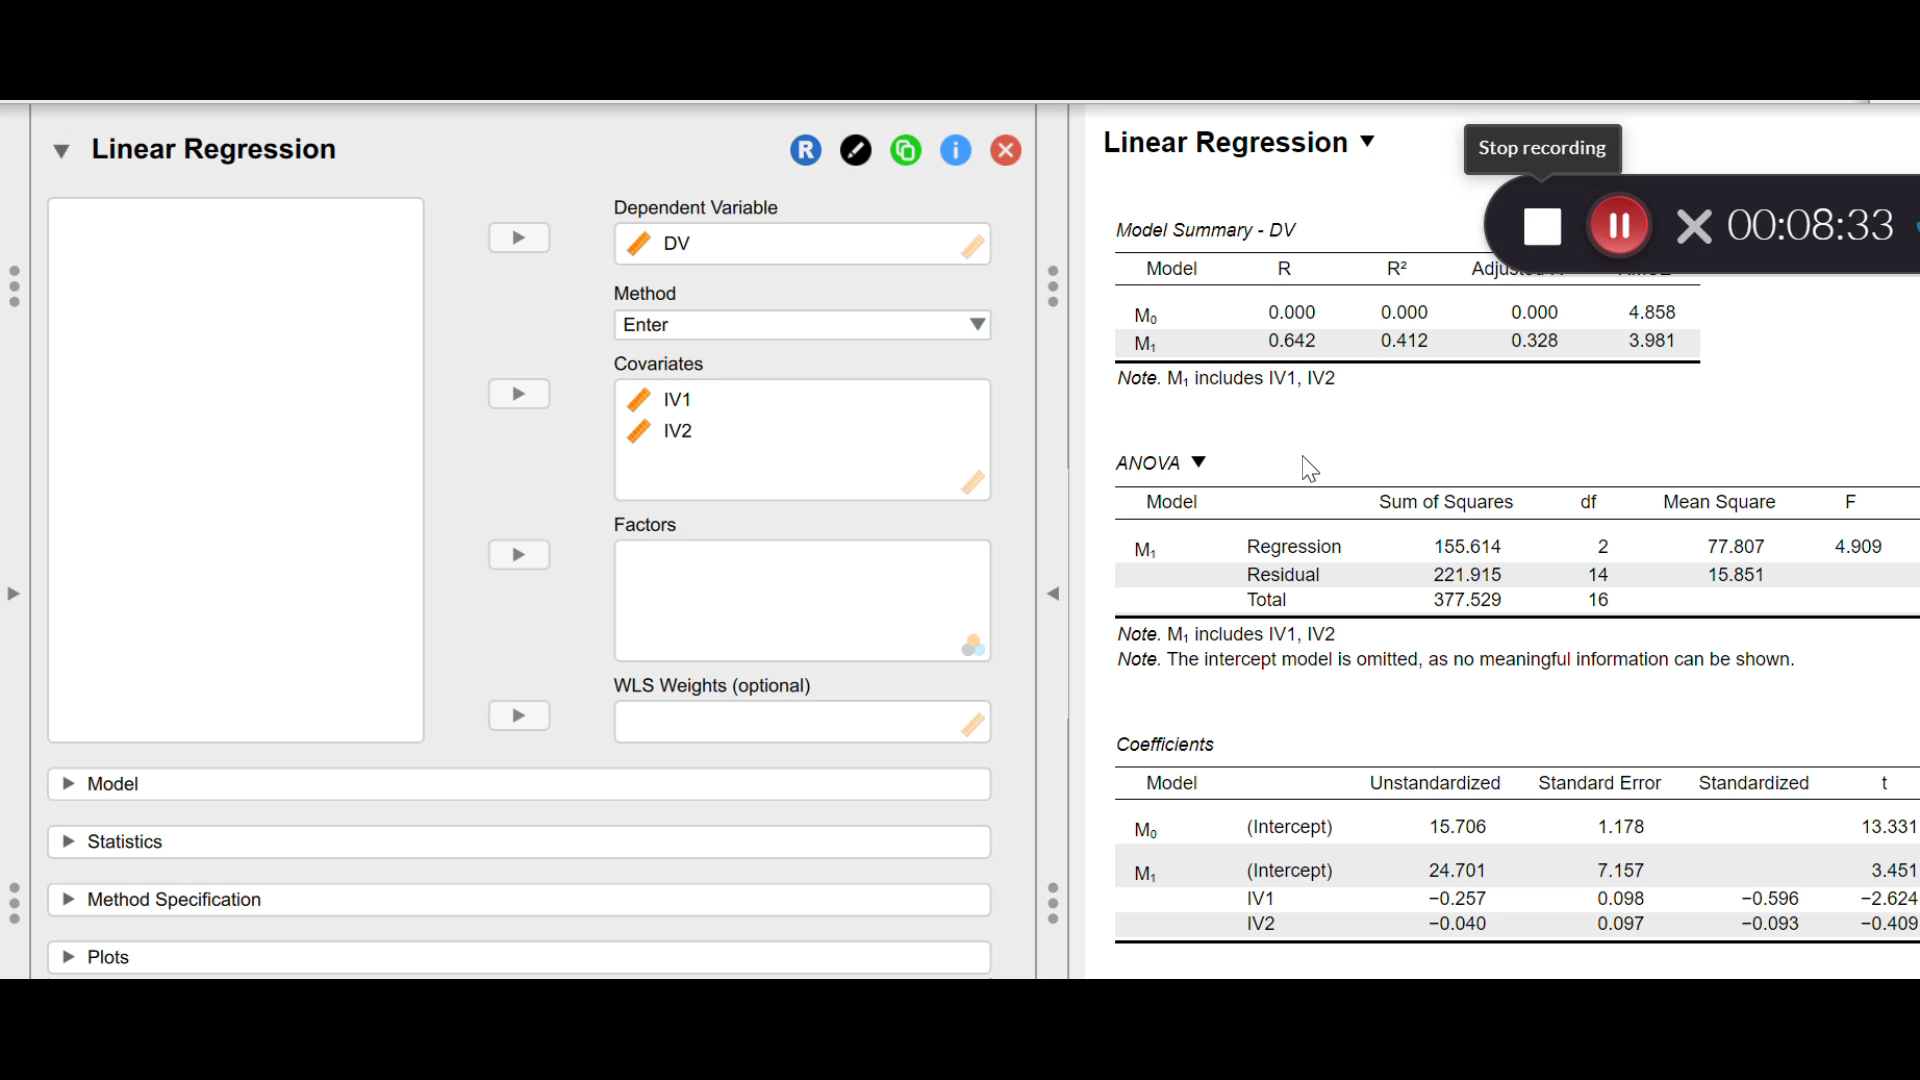 Linear Regression
R
i
Dependent Variable
DV
Method
Enter
Covariates
IV1
IV2
Factors
WLS Weights (optional)
Model
Statistics
Method Specification
Plots
Linear Regression
Stop recording
00:08:33
Model Summary - DV
Model R R²
M₀ 0.000 0.000 0.000 4.858
M₁ 0.642 0.412 0.328 3.981
Note. M₁ includes IV1, IV2
ANOVA
Model Sum of Squares df Mean Square F
M₁ Regression 155.614 2 77.807 4.909
Residual 221.915 14 15.851
Total 377.529 16
Note. M₁ includes IV1, IV2
Note. The intercept model is omitted, as no meaningful information can be shown.
Coefficients
Model Unstandardized Standard Error Standardized t
M₀ (Intercept) 15.706 1.178 13.331
M₁ (Intercept) 24.701 7.157 3.451
IV1 −0.257 0.098 −0.596 −2.624
IV2 −0.040 0.097 −0.093 −0.409